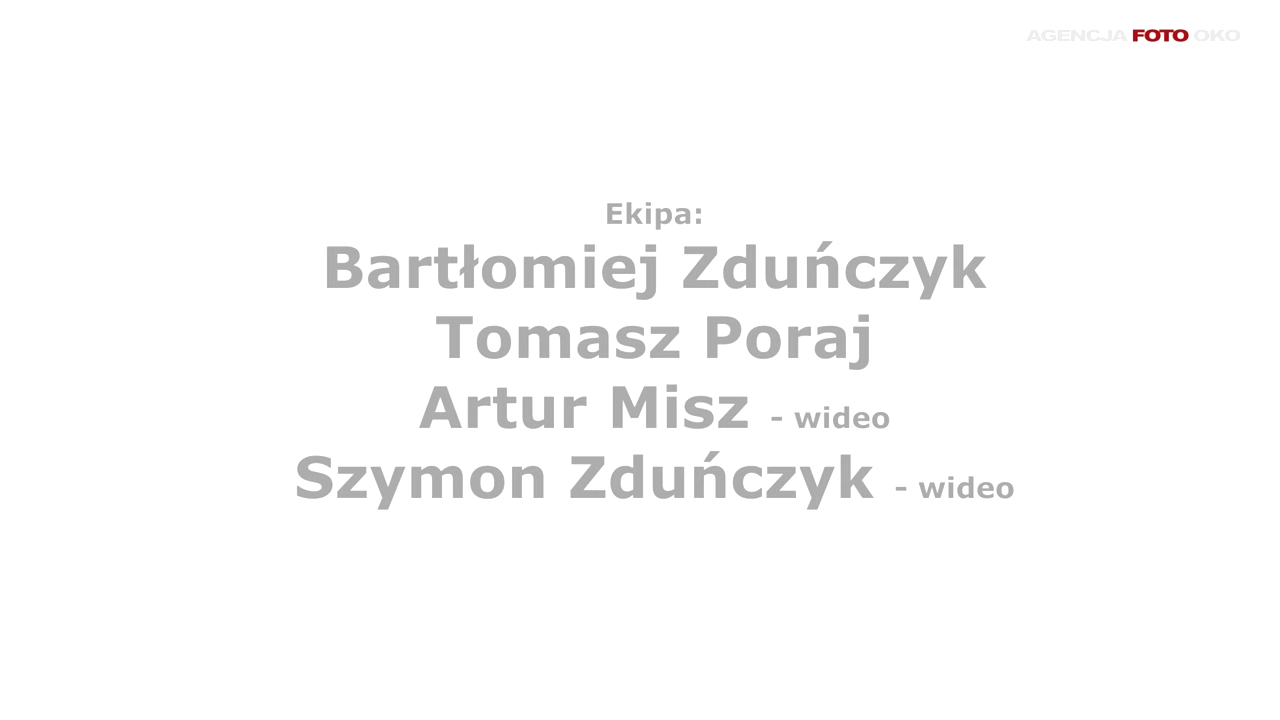 AGENCJA FOTO OKO
Ekipa:
Bartłomiej Zduńczyk
Tomasz Poraj
Artur Misz - wideo
Szymon Zduńczyk - wideo